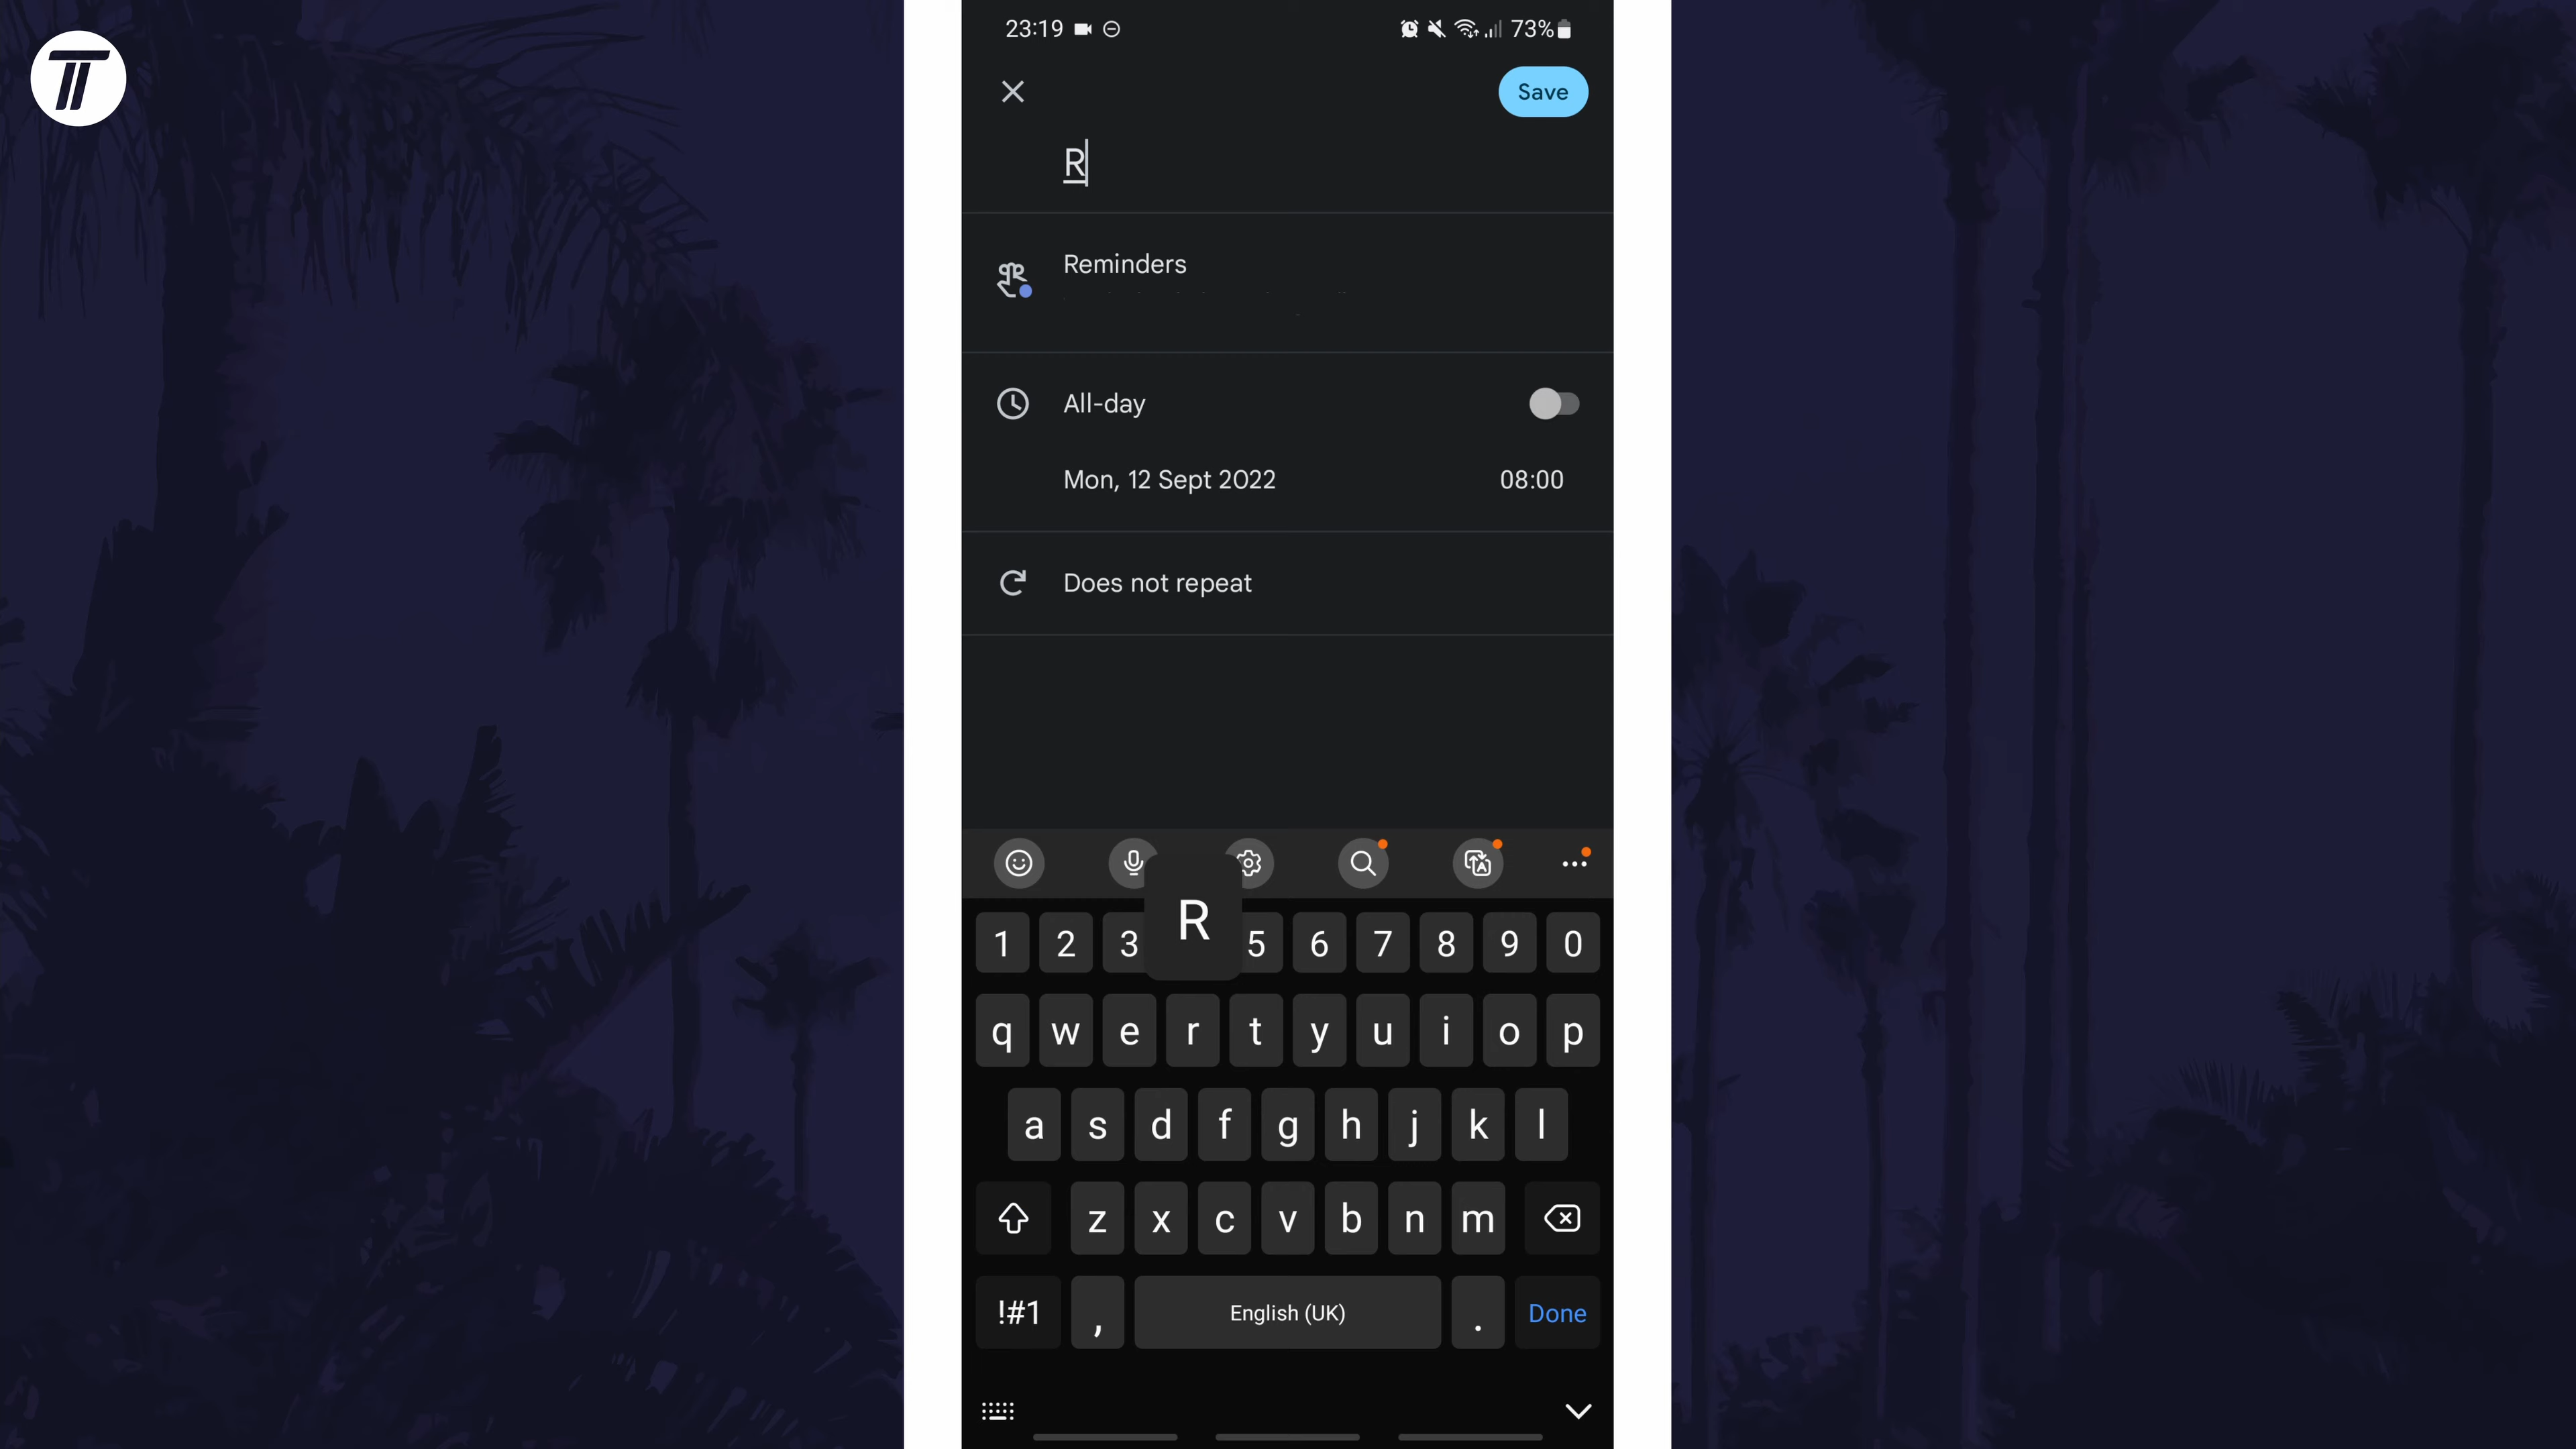 23:19 73%
Save
R
Reminders
All-day
Mon, 12 Sept 2022 08:00
Does not repeat
R
1 2 3 5 6 7 8 9 0
q w e r t y u i o p
a s d f g h j k l
z x c v b n m
!#1 , English (UK) . Done